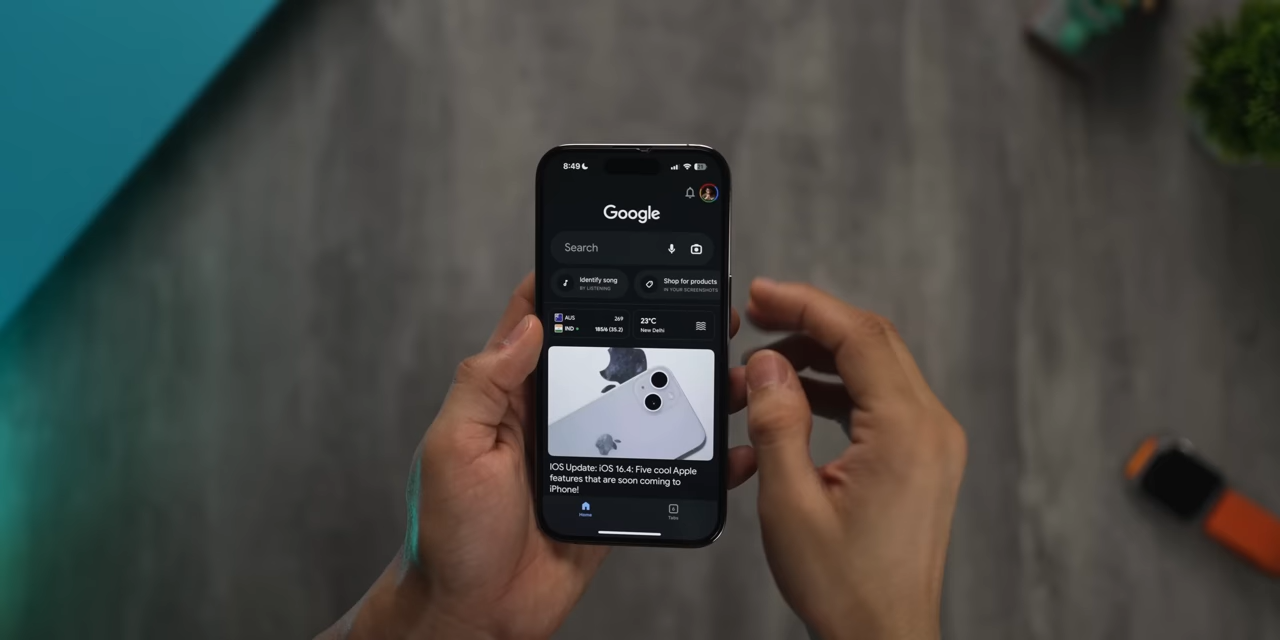 8:49
Google
Search
Identify song
BY LISTENING
Shop for products
IN YOUR SCREENSHOTS
AUS 269
IND 185/6 (35.2)
23°C
New Delhi
IOS Update: iOS 16.4: Five cool Apple
features that are soon coming to
iPhone!
Home
Tabs